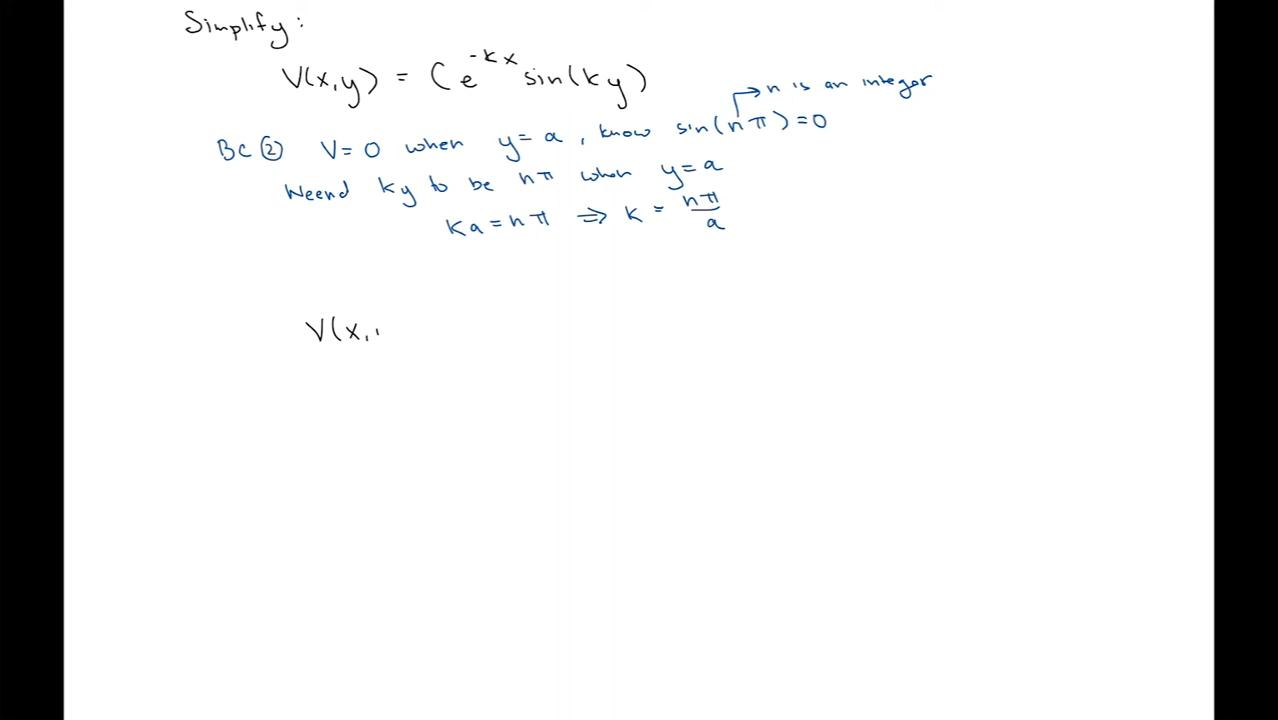 Simplify:
V(x,y) = C e^{-kx} sin(ky)
→ n is an integer
BC ② V = 0 when y = a, know sin(nπ) = 0
Weend ky to be nπ when y = a
ka = nπ ⇒ k = nπ/a
V(x,